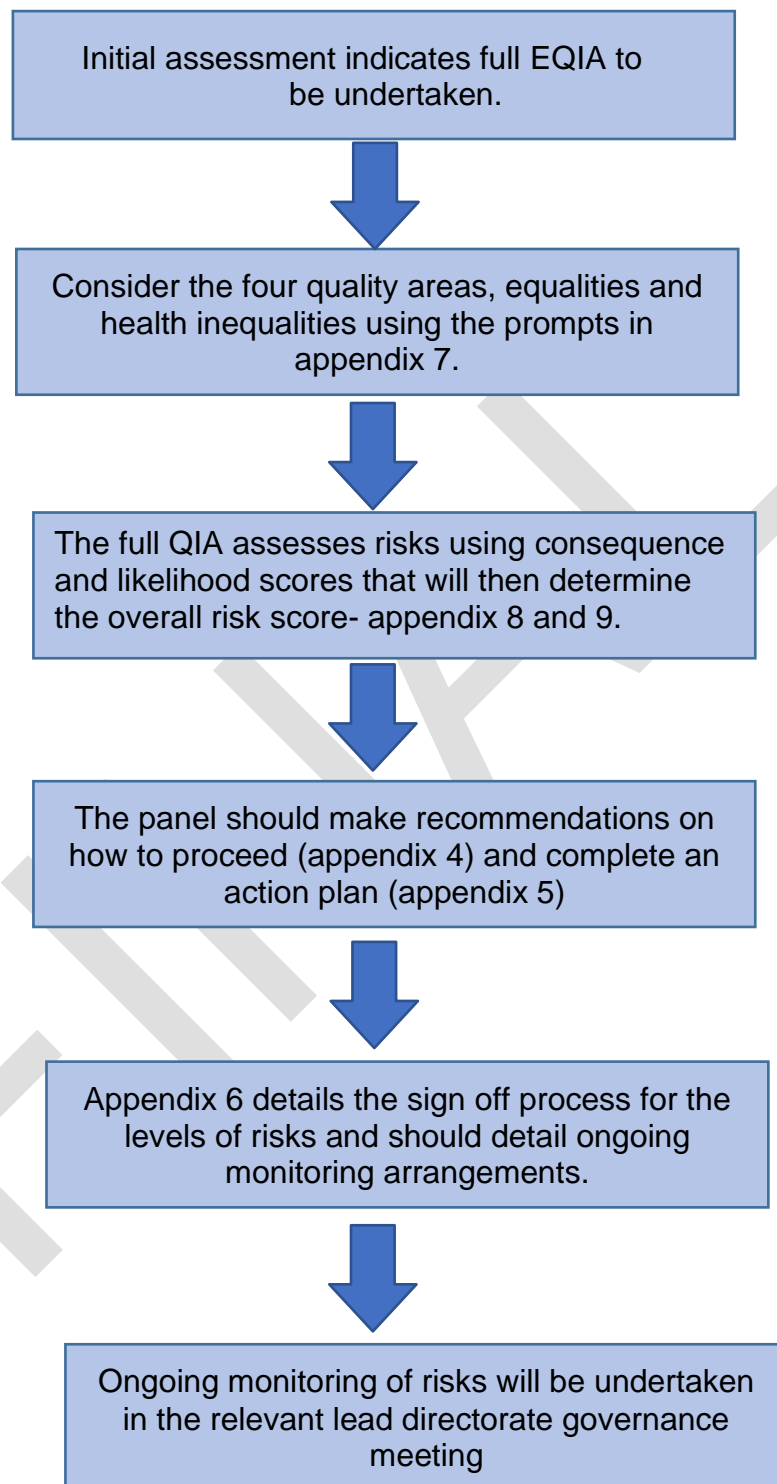 Initial assessment indicates full EQIA to
be undertaken.
Consider the four quality areas, equalities and
health inequalities using the prompts in
appendix 7.
The full QIA assesses risks using consequence
and likelihood scores that will then determine
the overall risk score- appendix 8 and 9.
The panel should make recommendations on
how to proceed (appendix 4) and complete an
action plan (appendix 5)
Appendix 6 details the sign off process for the
levels of risks and should detail ongoing
monitoring arrangements.
Ongoing monitoring of risks will be undertaken
in the relevant lead directorate governance
meeting
FINAL